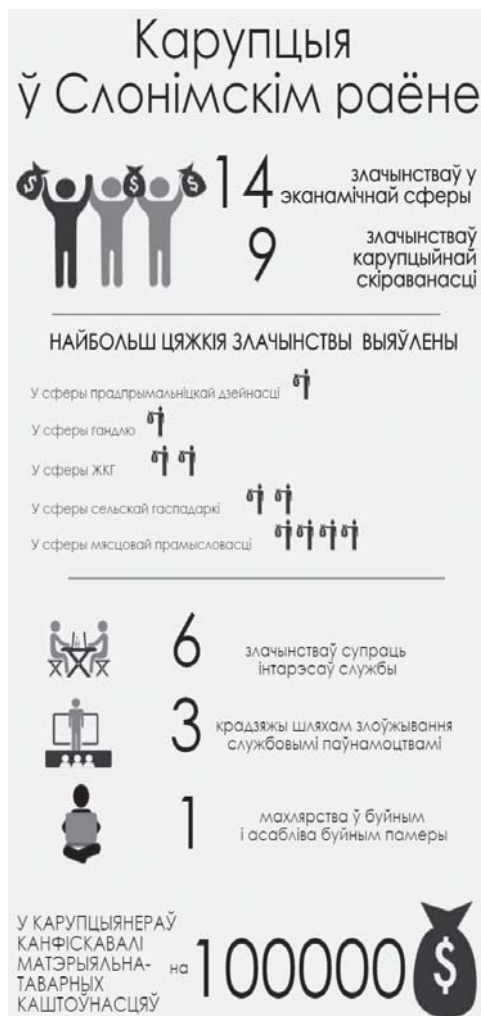 Карупцыя
ў Слонімскім раёне
14 злачынстваў у
эканамічнай сферы
9 злачынстваў
карупцыйнай
скіраванасці
НАЙБОЛЬШ ЦЯЖКІЯ ЗЛАЧЫНСТВЫ ВЫЯЎЛЕНЫ
У сферы прадпрымальніцкай дзейнасці
У сферы гандлю
У сферы ЖКГ
У сферы сельскай гаспадаркі
У сферы мясцовай прамысловасці
6 злачынстваў супраць
інтарэсаў службы
3 крадзяжы шляхам злоўжывання
службовымі паўнамоцтвамі
1 махлярства ў буйным
і асабліва буйным памеры
У КАРУПЦЫЯНЕРАЎ
КАНФІСКАВАЛІ
МАТЭРЫЯЛЬНА-
ТАВАРНЫХ
КАШТОЎНАСЦЯЎ
на 100000 $